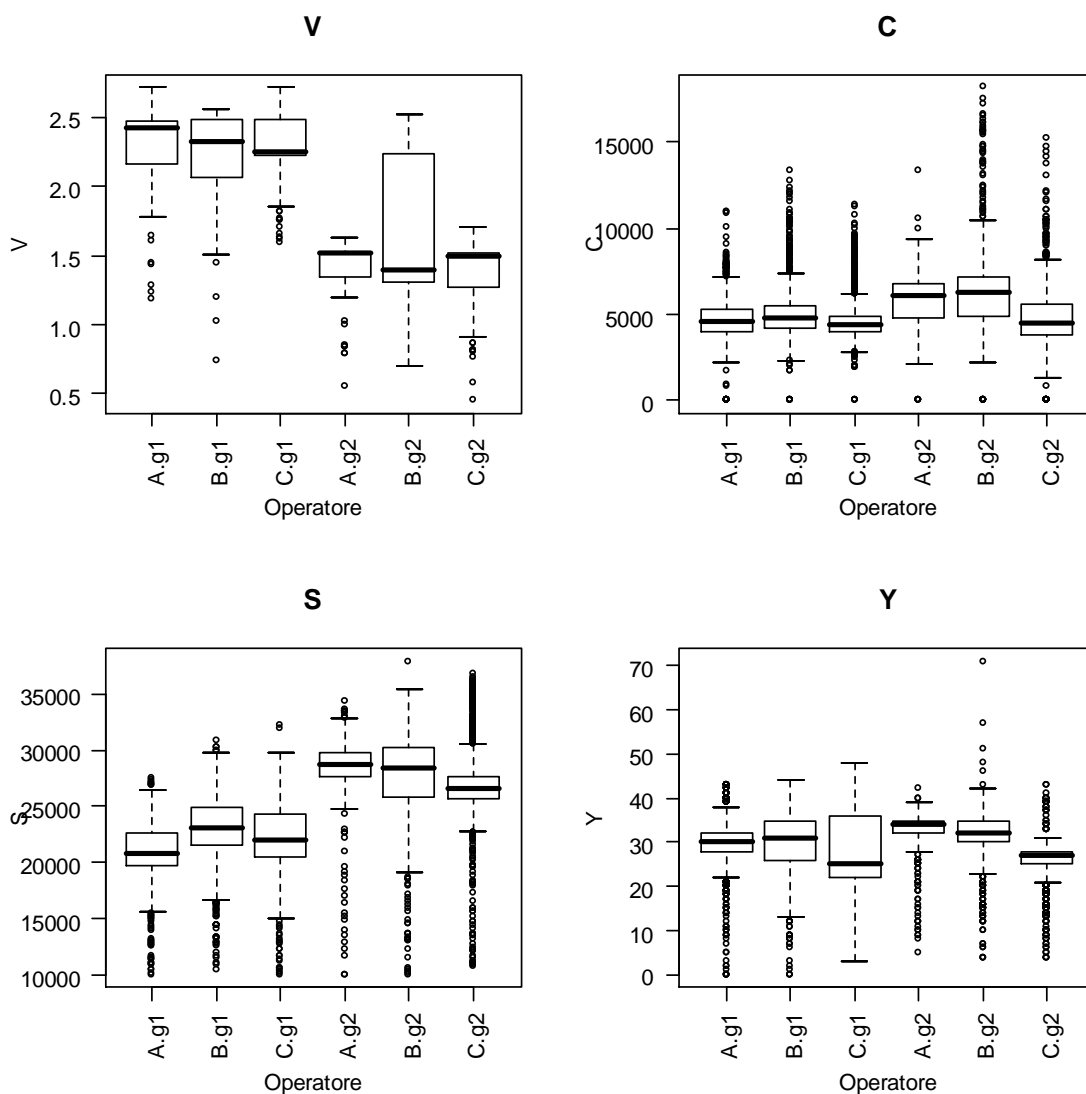 V
V
2.5
2.0
1.5
1.0
0.5
A.g1
B.g1
C.g1
A.g2
B.g2
C.g2
Operatore
C
C
15000
10000
5000
0
A.g1
B.g1
C.g1
A.g2
B.g2
C.g2
Operatore
S
S
35000
30000
25000
20000
15000
10000
A.g1
B.g1
C.g1
A.g2
B.g2
C.g2
Operatore
Y
Y
70
60
50
40
30
20
10
0
A.g1
B.g1
C.g1
A.g2
B.g2
C.g2
Operatore